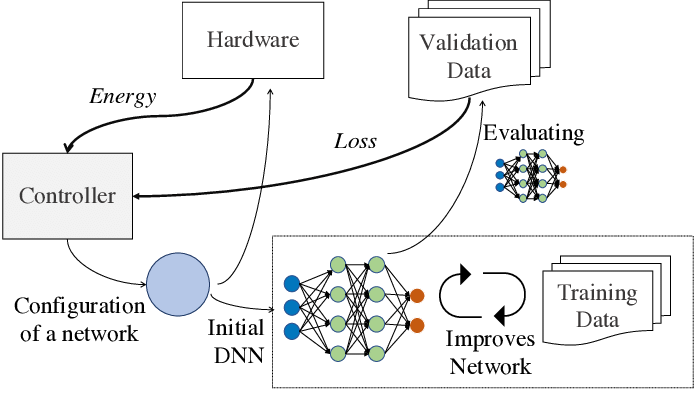 Hardware
Validation
Data
Energy
Loss
Evaluating
Controller
Configuration
of a network
Initial
DNN
Improves
Network
Training
Data